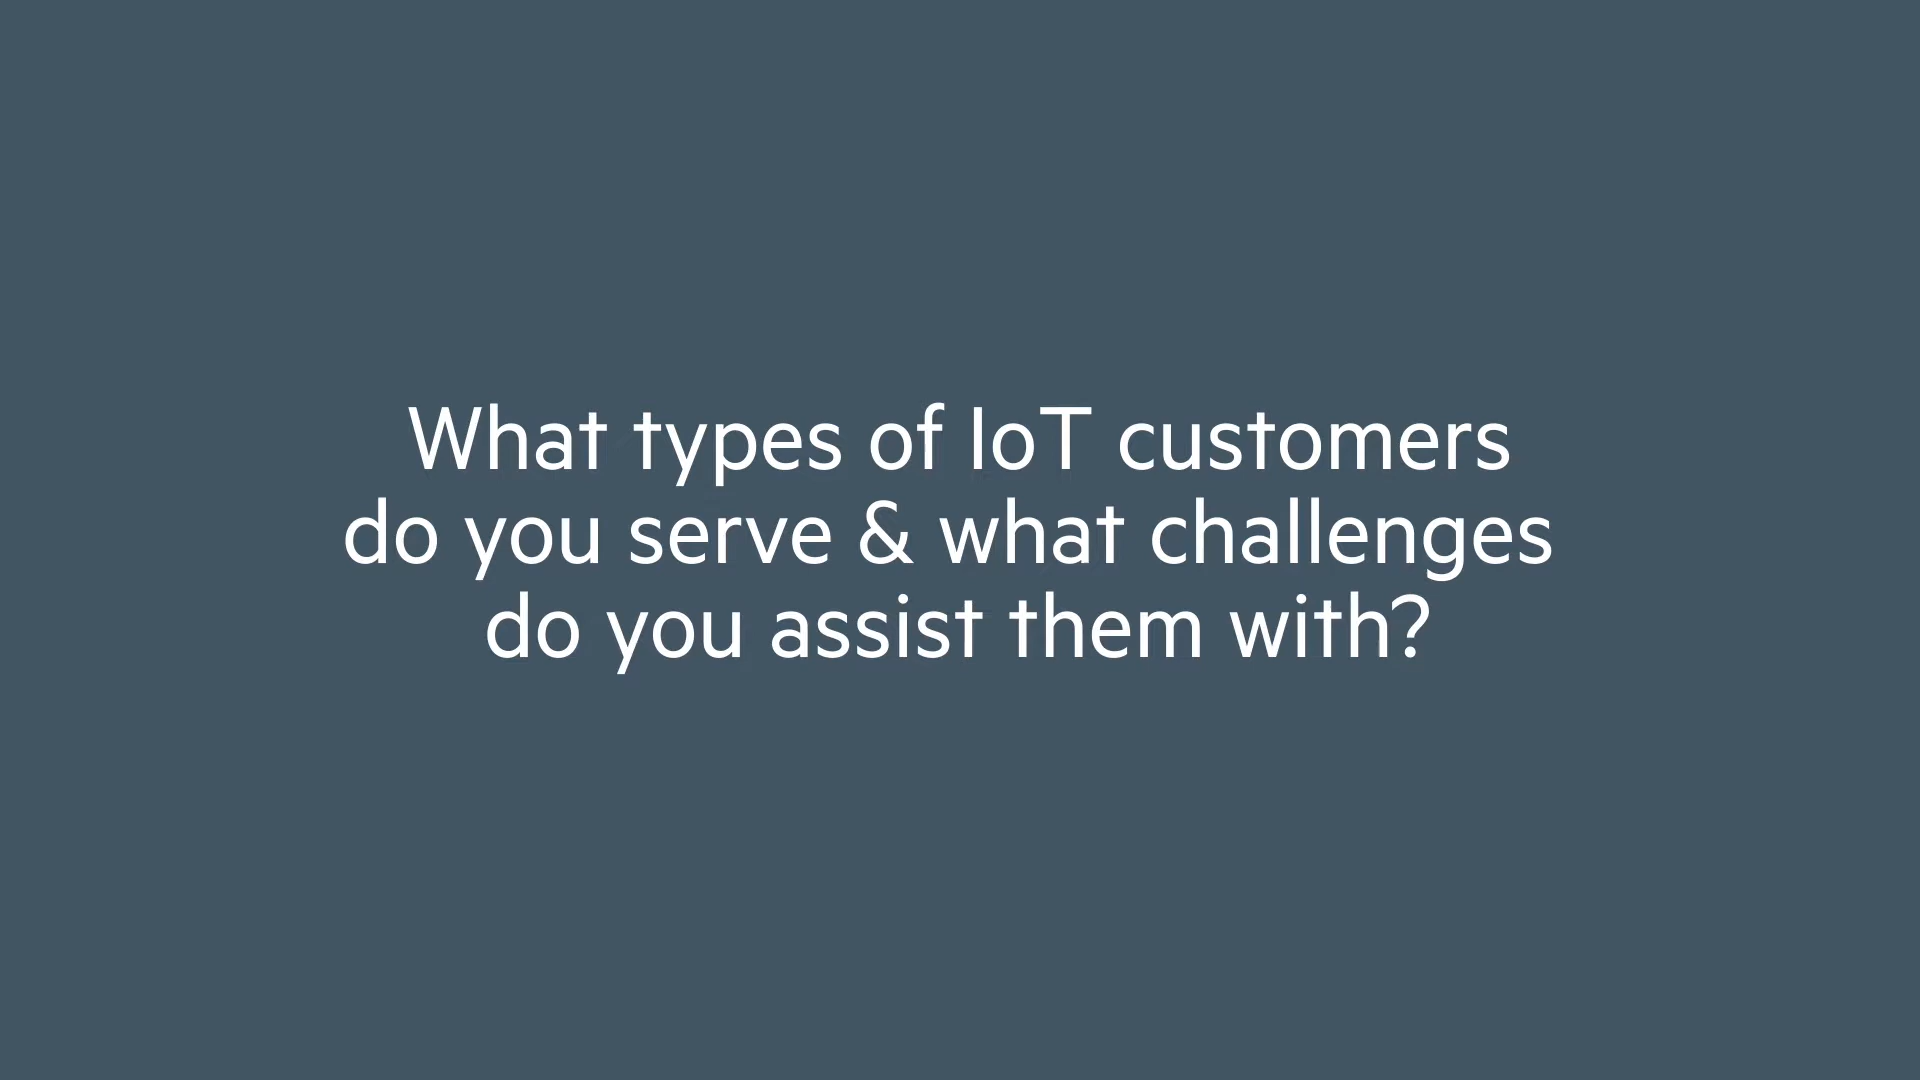 What types of IoT customers
do you serve & what challenges
do you assist them with?